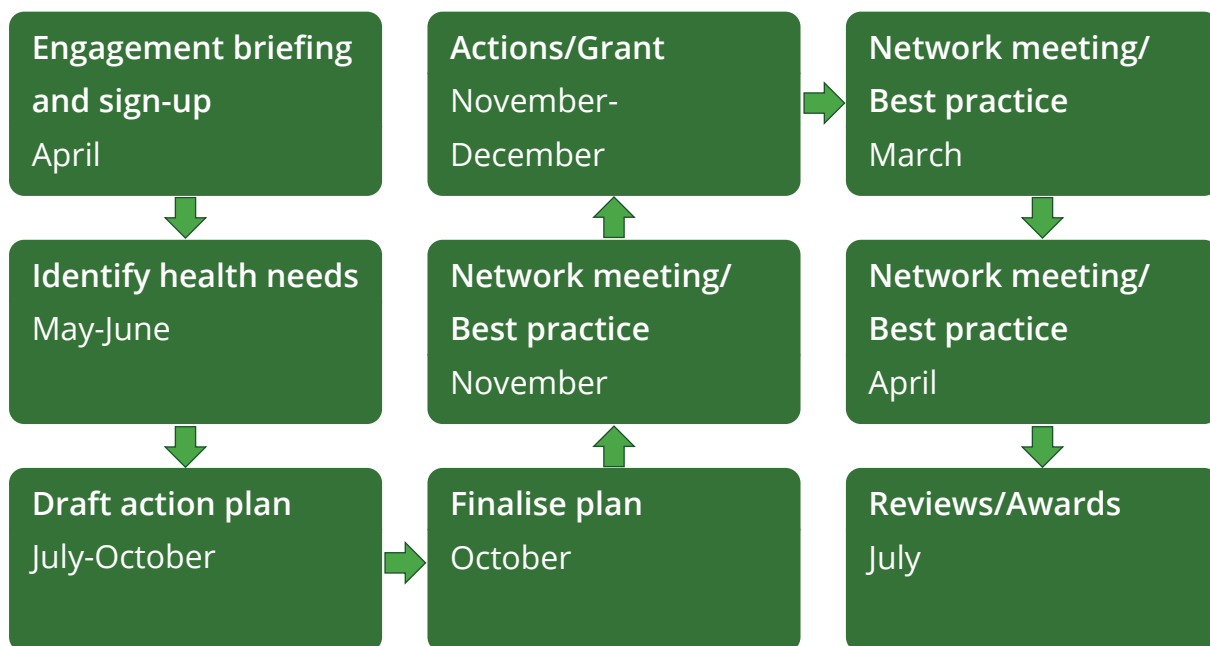 Engagement briefing
and sign-up
April
Identify health needs
May-June
Draft action plan
July-October
Finalise plan
October
Network meeting/
Best practice
November
Actions/Grant
November-
December
Network meeting/
Best practice
March
Network meeting/
Best practice
April
Reviews/Awards
July